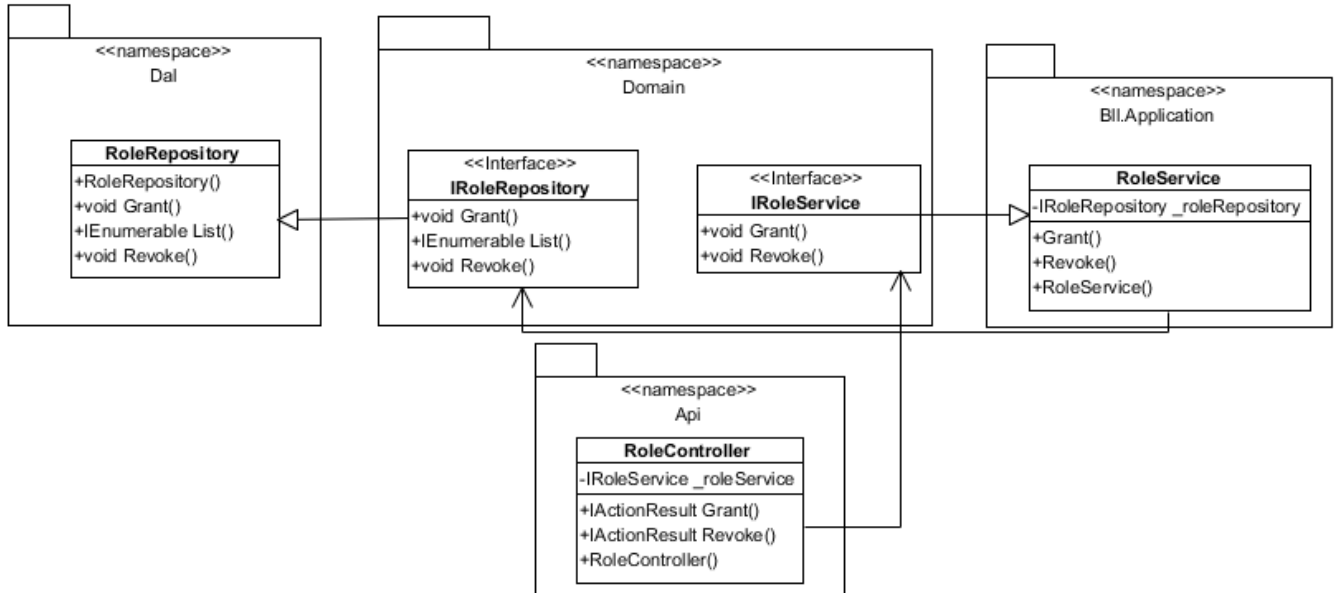 <<namespace>>
Dal
RoleRepository
+RoleRepository()
+void Grant()
+IEnumerable List()
+void Revoke()
<<namespace>>
Domain
<<Interface>>
IRoleRepository
+void Grant()
+IEnumerable List()
+void Revoke()
<<Interface>>
IRoleService
+void Grant()
+void Revoke()
<<namespace>>
Bll.Application
RoleService
-IRoleRepository _roleRepository
+Grant()
+Revoke()
+RoleService()
<<namespace>>
Api
RoleController
-IRoleService _roleService
+IActionResult Grant()
+IActionResult Revoke()
+RoleController()